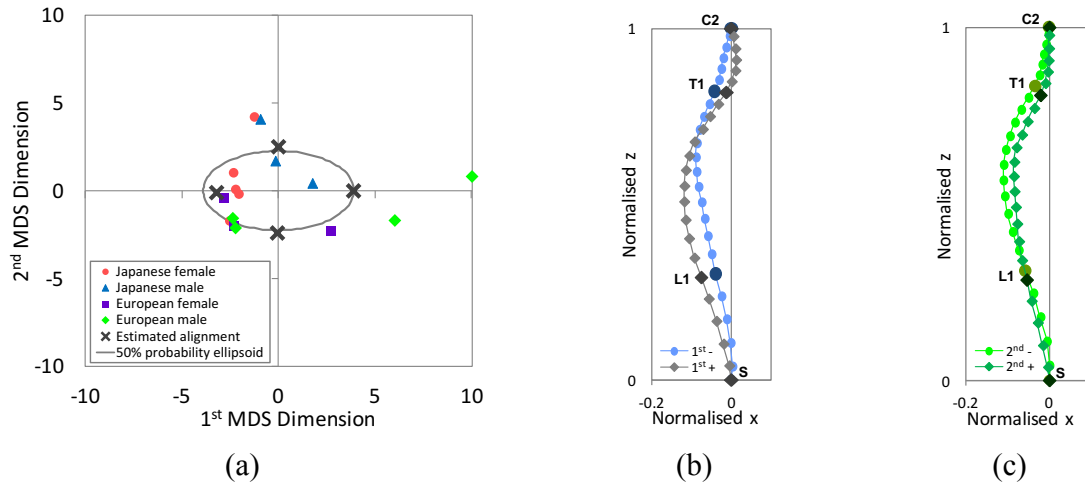 10
5
0
-5
-10
2nd MDS Dimension
Japanese female
Japanese male
European female
European male
Estimated alignment
50% probability ellipsoid
-10
-5
0
5
10
1st MDS Dimension
(a)
1
0
Normalised z
C2
T1
L1
S
1st -
1st +
-0.2
0
Normalised x
(b)
1
0
Normalised z
C2
T1
L1
S
2nd -
2nd +
-0.2
0
Normalised x
(c)